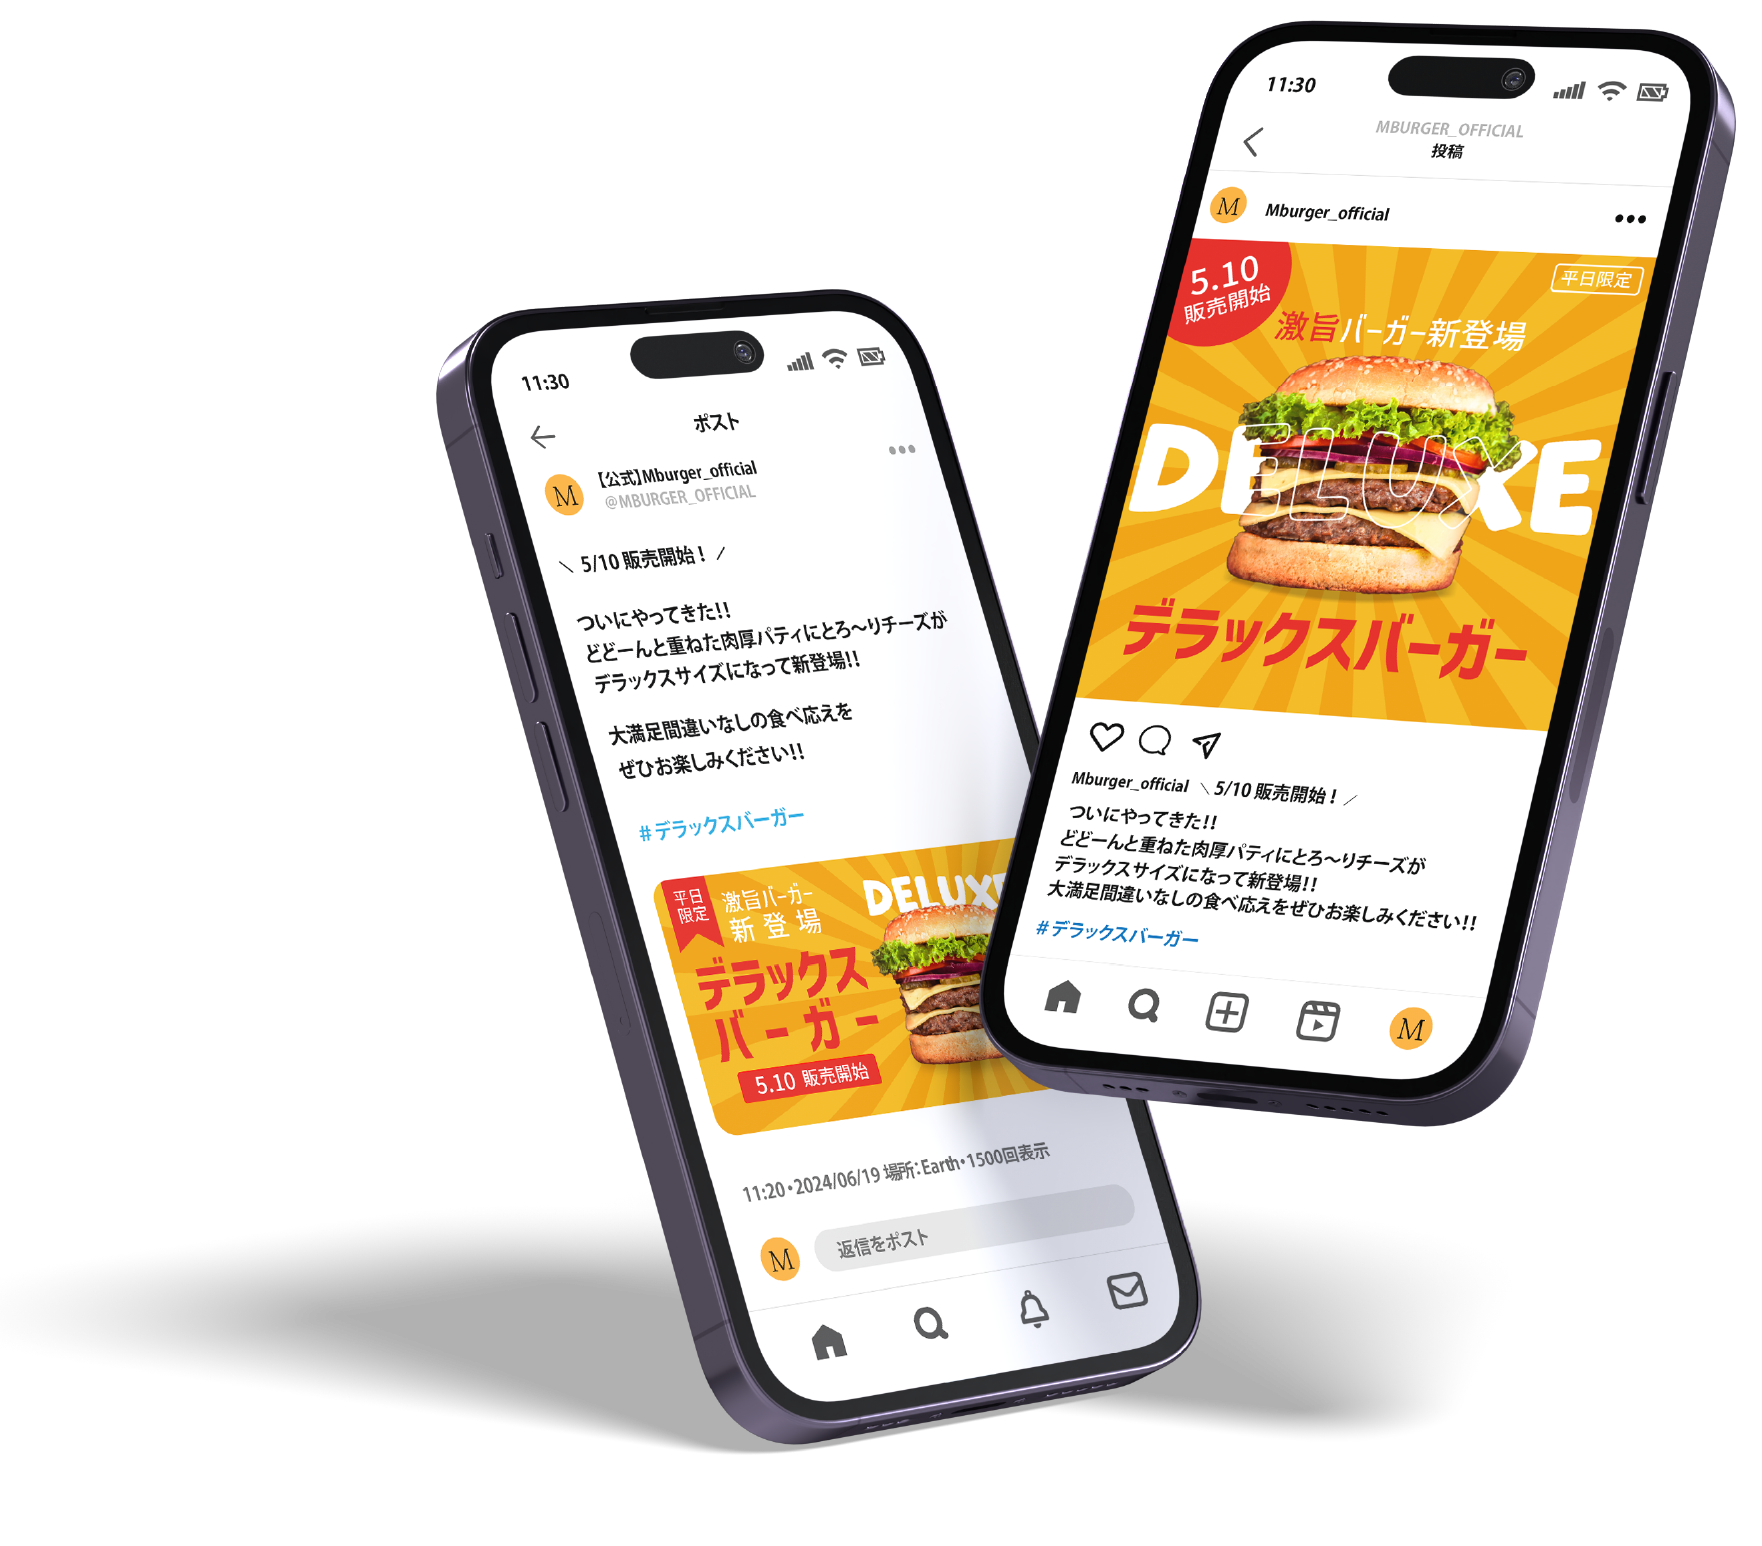 11:30
ポスト
【公式】Mburger_official
@MBURGER_OFFICIAL
＼ 5/10 販売開始！ ／
ついにやってきた!!
どどーんと重ねた肉厚パティにとろ〜りチーズが
デラックスサイズになって新登場!!
大満足間違いなしの食べ応えを
ぜひお楽しみください!!
#デラックスバーガー
平日
限定
激旨バーガー
新登場
DELUXE
デラックス
バーガー
5.10 販売開始
11:20・2024/06/19 場所：Earth・1500回表示
M
M
返信をポスト
11:30
MBURGER_OFFICIAL
投稿
M
Mburger_official
5.10
販売開始
平日限定
激旨バーガー新登場
DELUXE
デラックスバーガー
Mburger_official ＼ 5/10 販売開始！ ／
ついにやってきた!!
どどーんと重ねた肉厚パティにとろ〜りチーズが
デラックスサイズになって新登場!!
大満足間違いなしの食べ応えをぜひお楽しみください!!
#デラックスバーガー
M